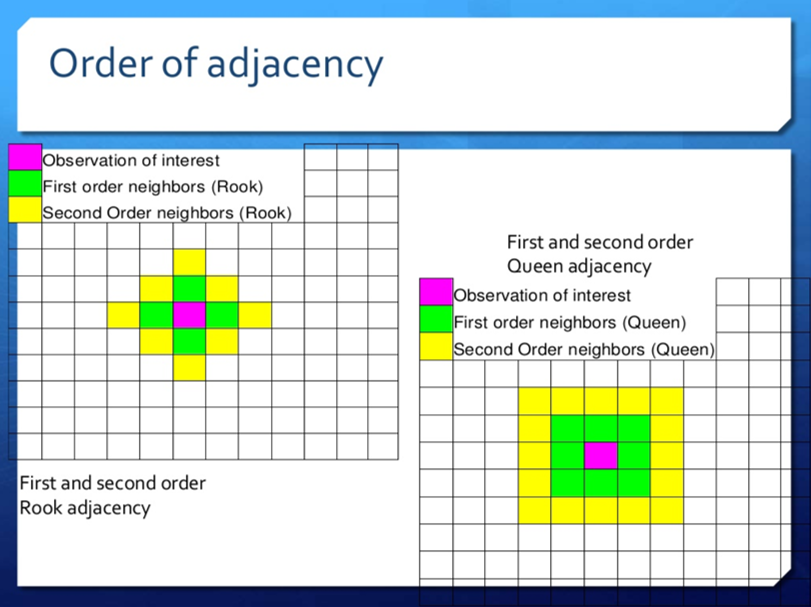 Order of adjacency
Observation of interest
First order neighbors (Rook)
Second Order neighbors (Rook)
First and second order
Rook adjacency
First and second order
Queen adjacency
Observation of interest
First order neighbors (Queen)
Second Order neighbors (Queen)